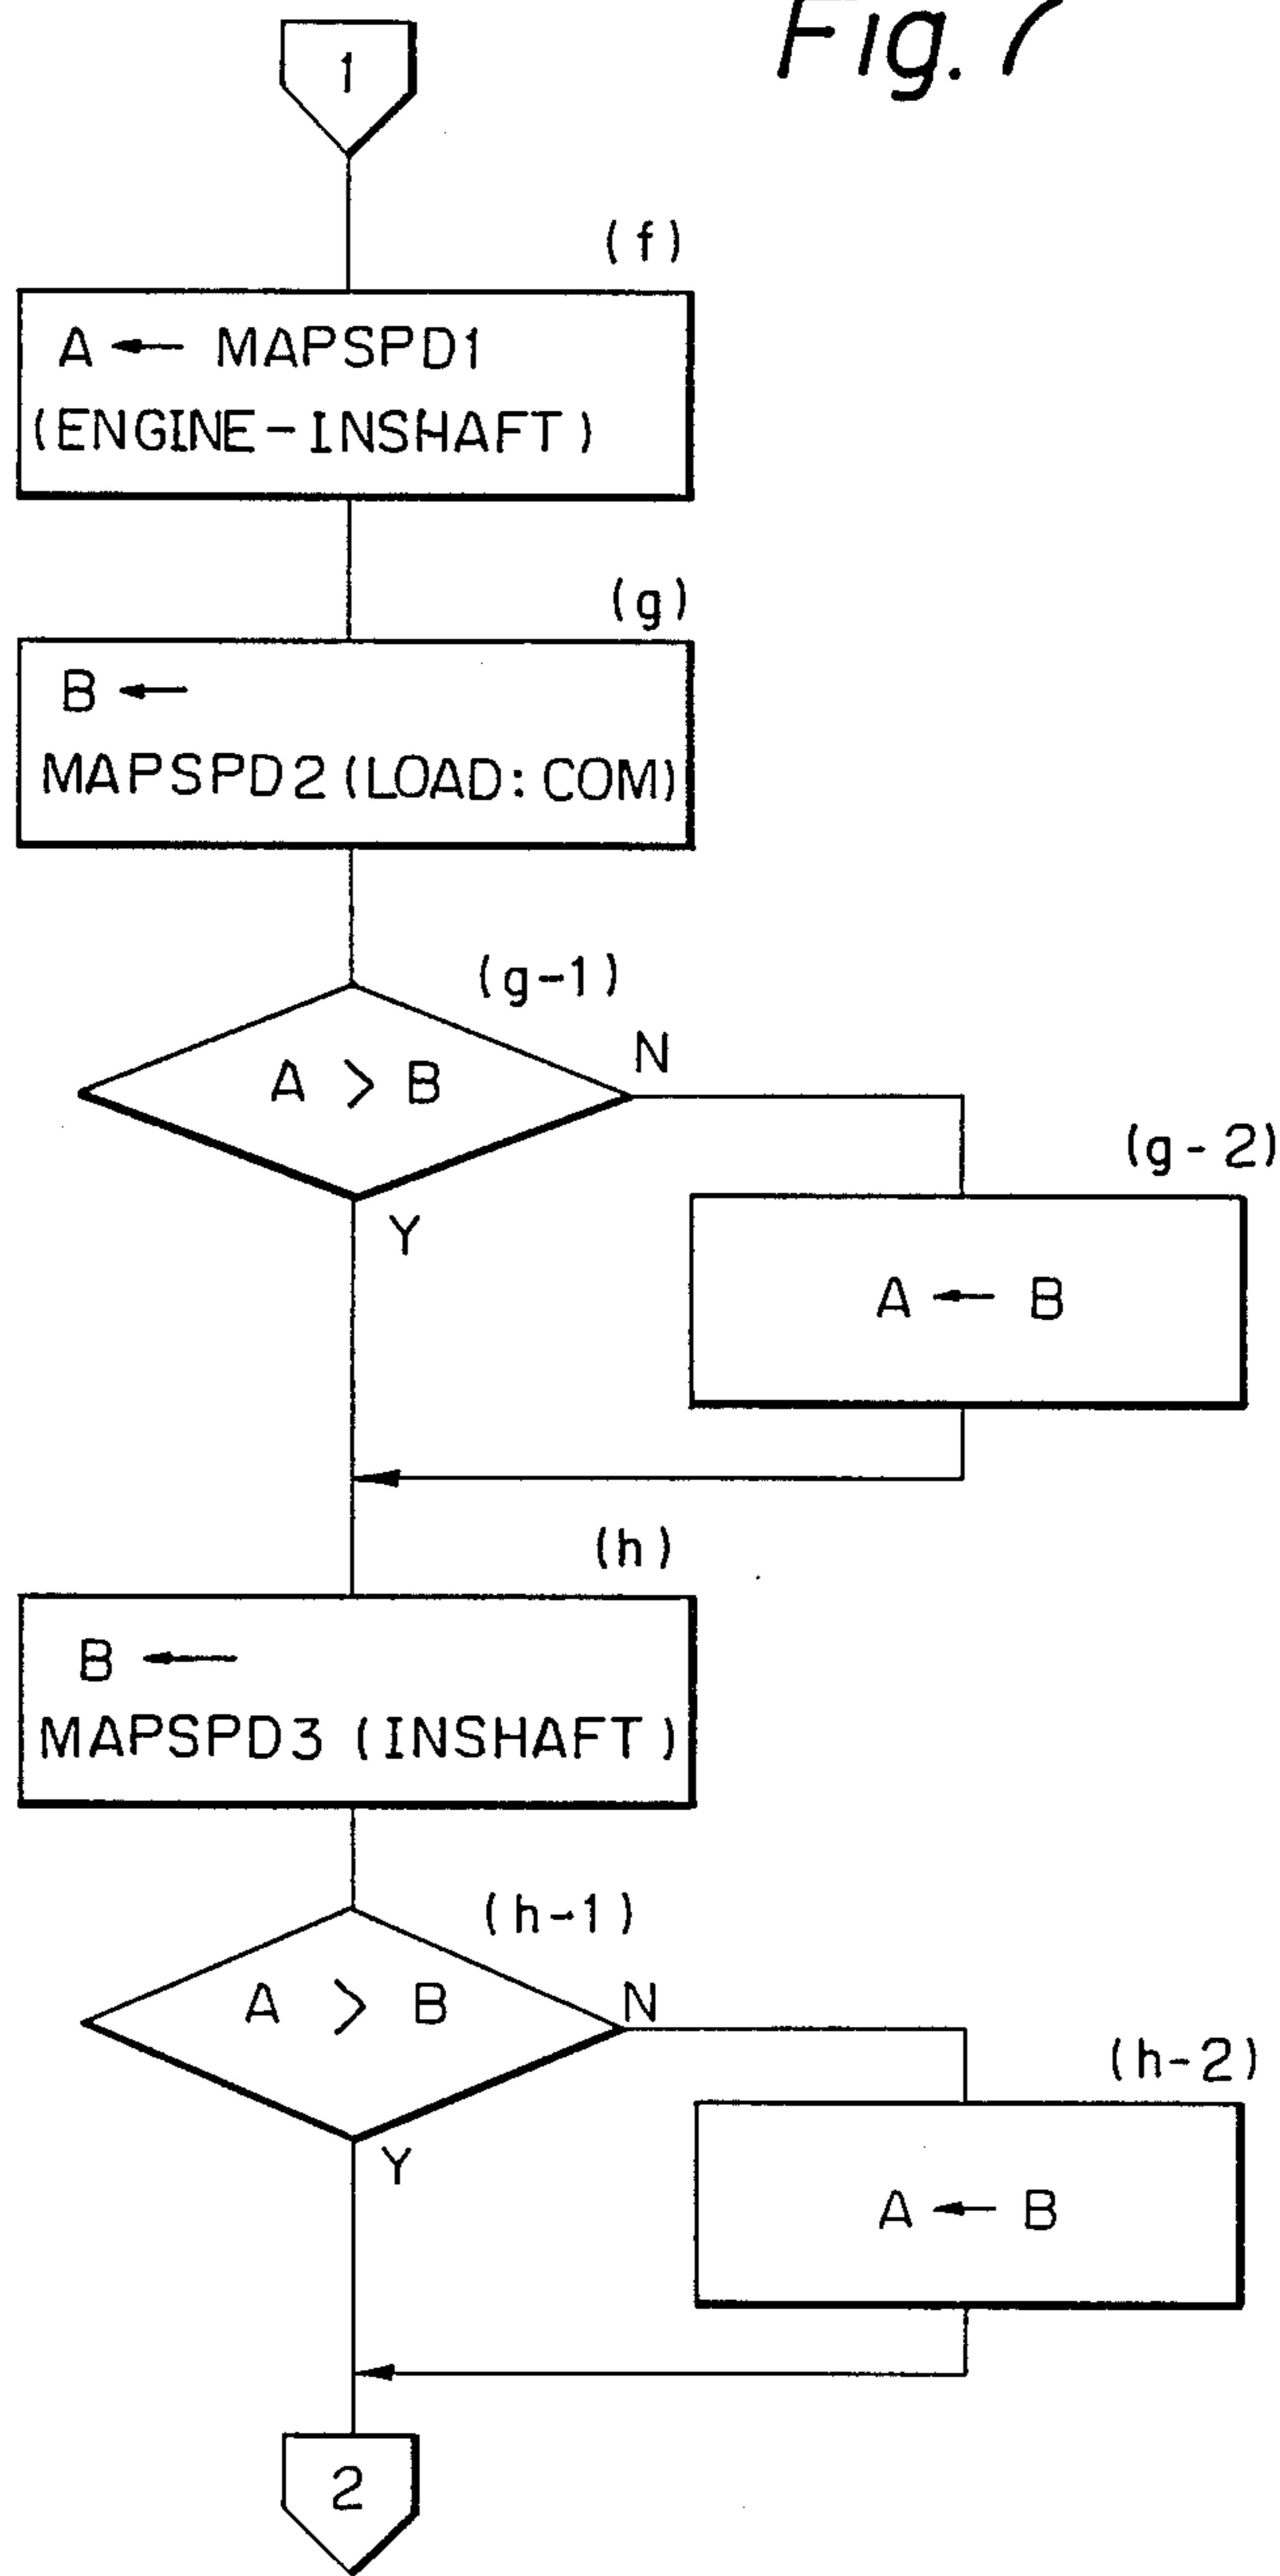 Fig. 7
1
(f)
A ← MAPSPD1
(ENGINE-INSHAFT)
(g)
B ←
MAPSPD2 (LOAD: COM)
(g-1)
A > B
N
Y
(g-2)
A ← B
(h)
B ←
MAPSPD3 (INSHAFT)
(h-1)
A > B
N
Y
(h-2)
A ← B
2